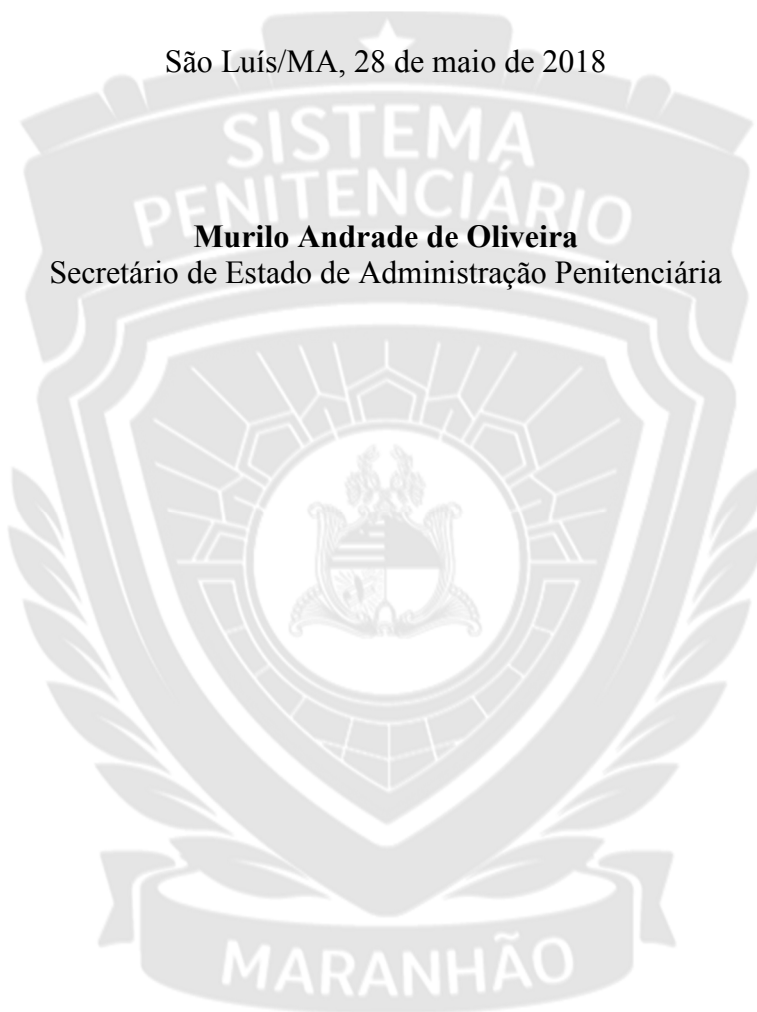 São Luís/MA, 28 de maio de 2018
SISTEMA
PENITENCIÁRIO
Murilo Andrade de Oliveira
Secretário de Estado de Administração Penitenciária
MARANHÃO